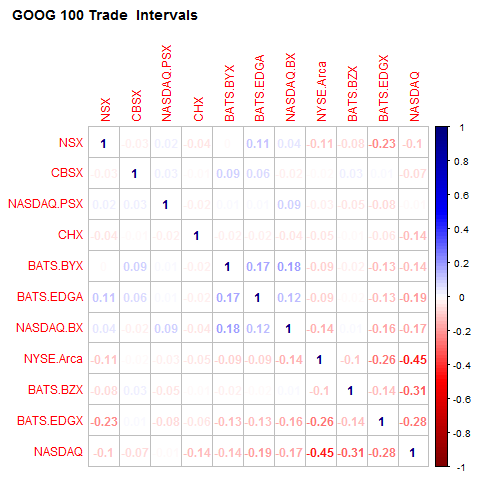 GOOG 100 Trade Intervals
NSX CBSX NASDAQ.PSX CHX BATS.BYX BATS.EDGA NASDAQ.BX NYSE.Arca BATS.BZX BATS.EDGX NASDAQ
NSX 1 -0.03 0.02 -0.04 0.11 0.04 -0.11 -0.08 -0.23 -0.1
CBSX -0.03 1 0.03 0.09 0.06 -0.02 0.03 -0.07
NASDAQ.PSX 0.02 0.03 1 -0.02 0.09 -0.03 -0.05 -0.08
CHX -0.04 1 -0.02 -0.02 -0.04 -0.05 -0.06 -0.14
BATS.BYX 0.09 -0.02 1 0.17 0.18 -0.09 -0.02 -0.13 -0.14
BATS.EDGA 0.11 0.06 -0.02 0.17 1 0.12 -0.09 -0.13 -0.19
NASDAQ.BX 0.04 -0.02 0.09 -0.04 0.18 0.12 1 -0.14 -0.16 -0.17
NYSE.Arca -0.11 -0.03 -0.05 -0.09 -0.09 -0.14 1 -0.1 -0.26 -0.45
BATS.BZX -0.08 0.03 -0.05 -0.02 -0.1 1 -0.14 -0.31
BATS.EDGX -0.23 -0.08 -0.06 -0.13 -0.13 -0.16 -0.26 -0.14 1 -0.28
NASDAQ -0.1 -0.07 -0.14 -0.14 -0.19 -0.17 -0.45 -0.31 -0.28 1
1
0.8
0.6
0.4
0.2
0
-0.2
-0.4
-0.6
-0.8
-1